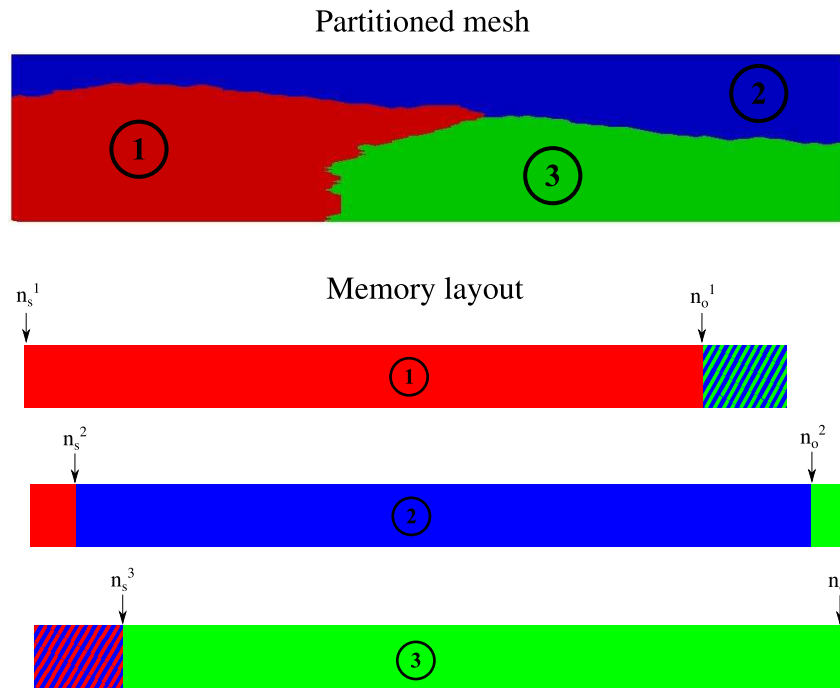 Partitioned mesh
2
1
3
Memory layout
n_s^1
n_o^1
1
n_s^2
n_o^2
2
n_s^3
n
3